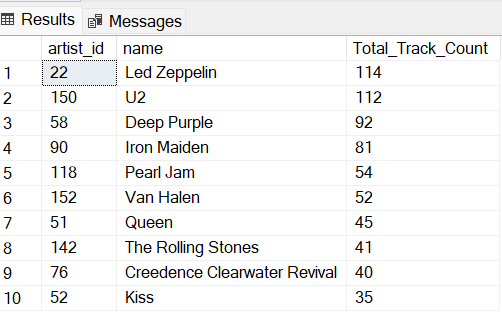 Results Messages
artist_id name Total_Track_Count
1 22 Led Zeppelin 114
2 150 U2 112
3 58 Deep Purple 92
4 90 Iron Maiden 81
5 118 Pearl Jam 54
6 152 Van Halen 52
7 51 Queen 45
8 142 The Rolling Stones 41
9 76 Creedence Clearwater Revival 40
10 52 Kiss 35